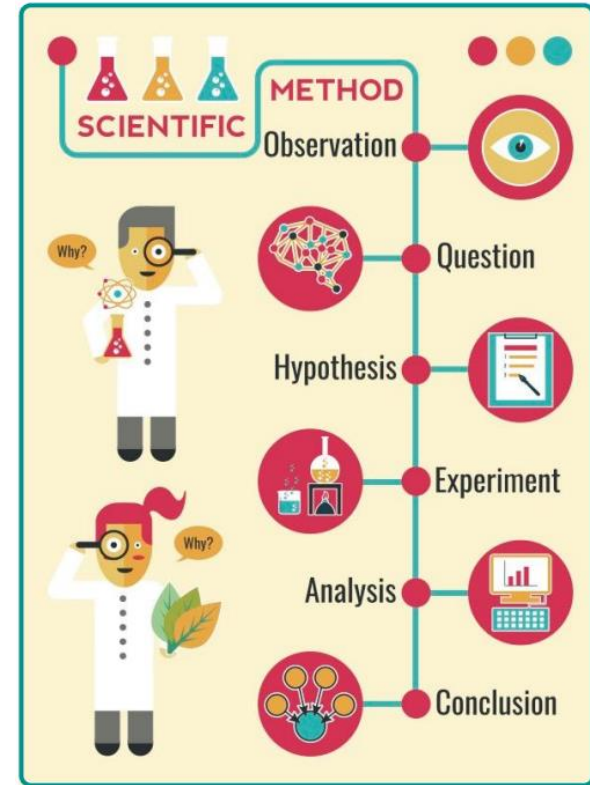 SCIENTIFIC
METHOD
Observation
Why?
Question
Hypothesis
Experiment
Why?
Analysis
Conclusion